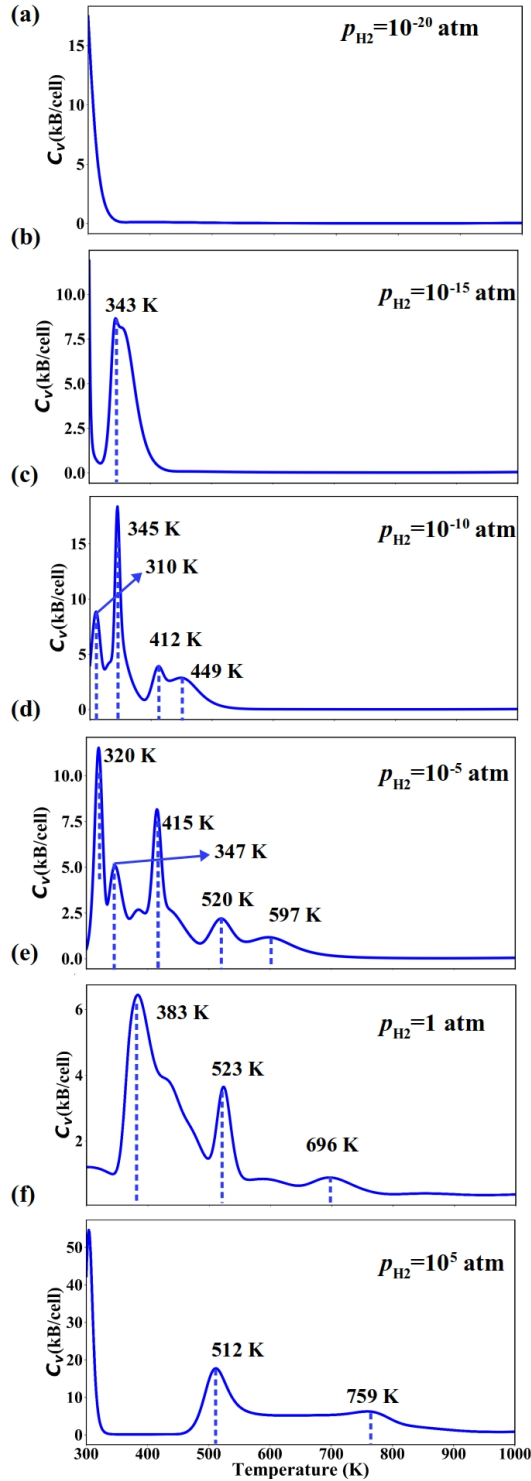 (a)
p_H2=10^-20 atm
15
10
5
0
C_v(kB/cell)
(b)
p_H2=10^-15 atm
343 K
10.0
7.5
5.0
2.5
0.0
C_v(kB/cell)
(c)
p_H2=10^-10 atm
345 K
310 K
412 K
449 K
15
10
5
0
C_v(kB/cell)
(d)
p_H2=10^-5 atm
320 K
415 K
347 K
520 K
597 K
10.0
7.5
5.0
2.5
0.0
C_v(kB/cell)
(e)
p_H2=1 atm
383 K
523 K
696 K
6
4
2
C_v(kB/cell)
(f)
p_H2=10^5 atm
512 K
759 K
50
40
30
20
10
0
C_v(kB/cell)
300 400 500 600 700 800 900 1000
Temperature (K)